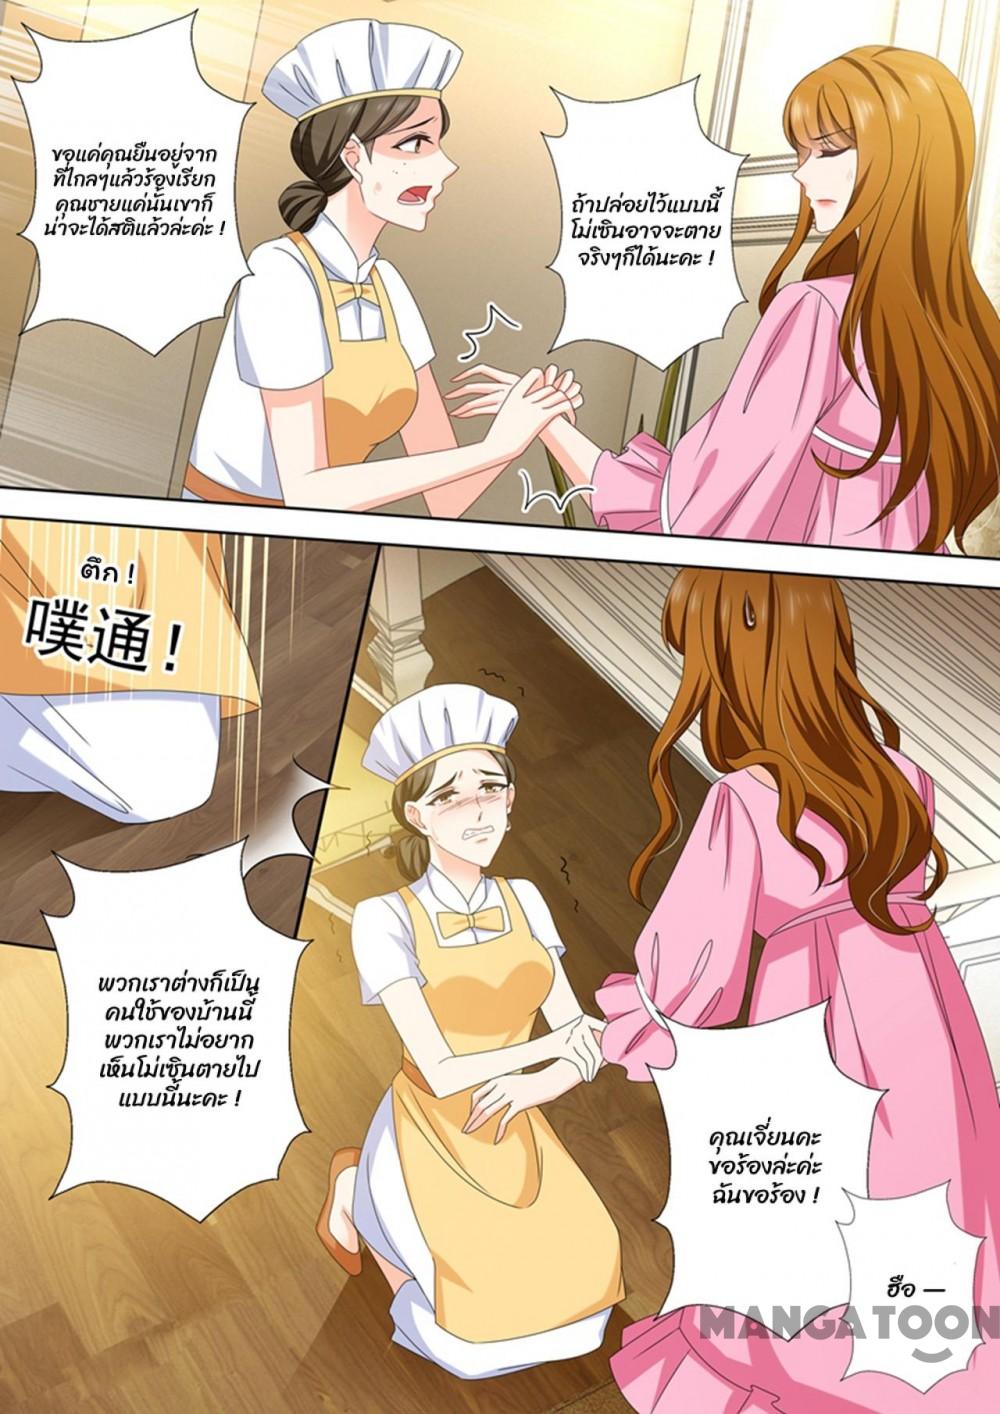 ขอแค่คุณยืนอยู่จาก
ที่ไกลๆแล้วร้องเรียก
คุณชายแค่นั้นเขาก็
น่าจะได้สติแล้วล่ะค่ะ !
ถ้าปล่อยไว้แบบนี้
โม่เซินอาจจะตาย
จริงๆก็ได้นะคะ !
ตึก !
噗通！
พวกเราต่างก็เป็น
คนใช้ของบ้านนี้
พวกเราไม่อยาก
เห็นโม่เซินตายไป
แบบนี้นะคะ !
คุณเจี่ยนคะ
ขอร้องล่ะค่ะ
ฉันขอร้อง !
ฮือ —
MANGATOON